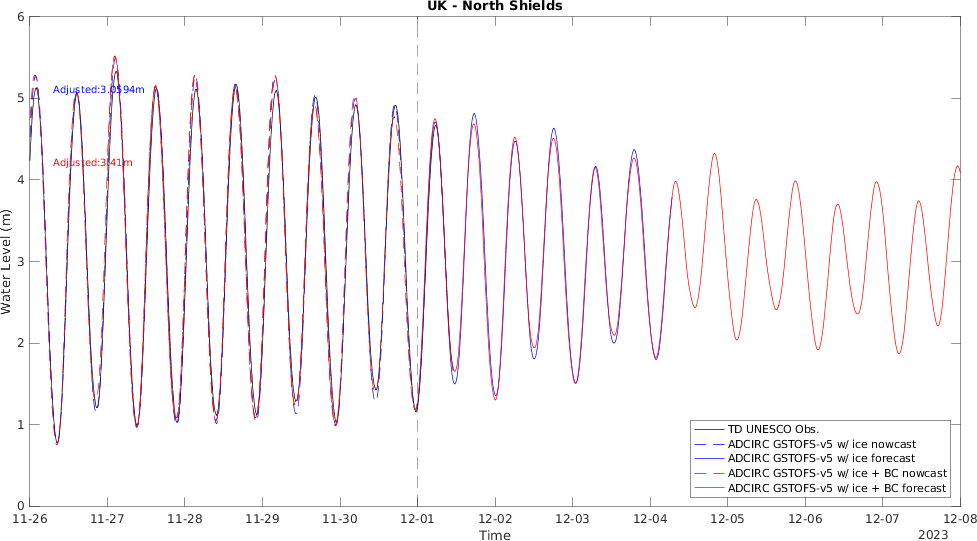 UK - North Shields
6
5
4
3
2
1
0
Water Level (m)
Adjusted:3.0594m
Adjusted:3.41m
TD UNESCO Obs.
ADCIRC GSTOFS-v5 w/ ice nowcast
ADCIRC GSTOFS-v5 w/ ice forecast
ADCIRC GSTOFS-v5 w/ ice + BC nowcast
ADCIRC GSTOFS-v5 w/ ice + BC forecast
11-26 11-27 11-28 11-29 11-30 12-01 12-02 12-03 12-04 12-05 12-06 12-07 12-08
Time
2023